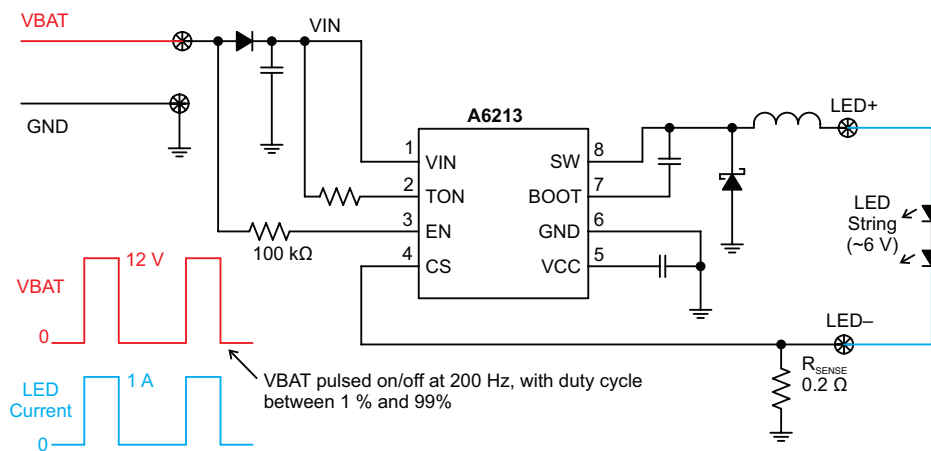 VBAT
VIN
GND
A6213
LED+
1
VIN
SW
8
2
TON
BOOT
7
3
EN
GND
6
100 kΩ
4
CS
VCC
5
LED
String
(~6 V)
12 V
VBAT
0
LED–
VBAT pulsed on/off at 200 Hz, with duty cycle
between 1 % and 99%
RSENSE
0.2 Ω
1 A
LED
Current
0